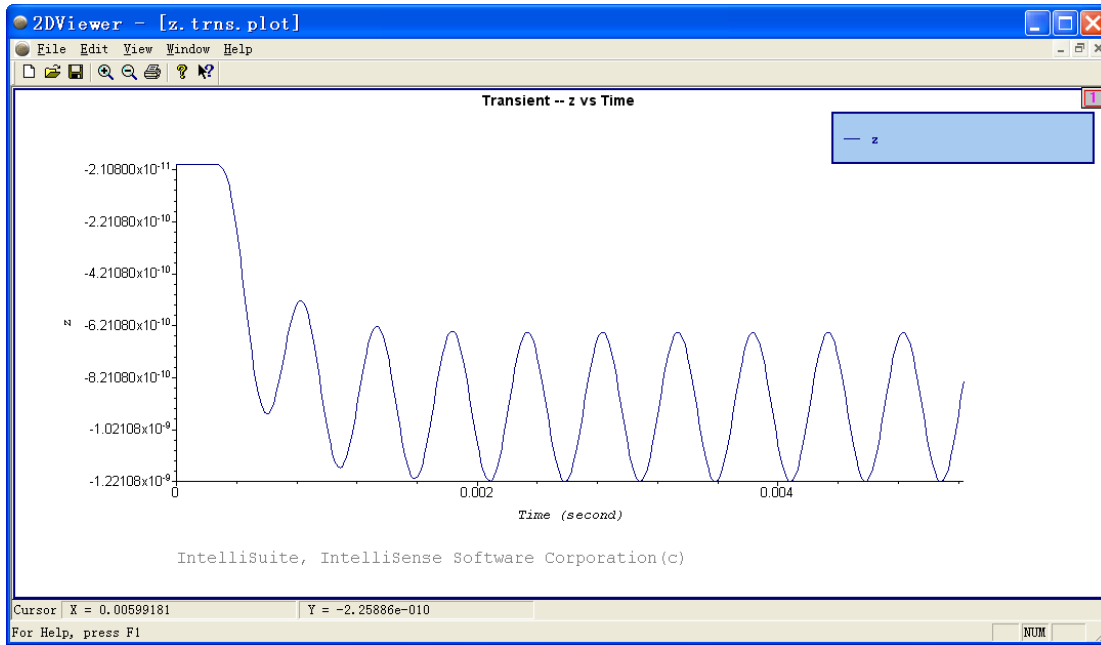 2DViewer - [z.trns.plot]
File Edit View Window Help
Transient -- z vs Time
1
z
-2.10800x10-11
-2.21080x10-10
-4.21080x10-10
z
-6.21080x10-10
-8.21080x10-10
-1.02108x10-9
-1.22108x10-9
0 0.002 0.004
Time (second)
IntelliSuite, IntelliSense Software Corporation(c)
Cursor X = 0.00599181 Y = -2.25886e-010
For Help, press F1 NUM